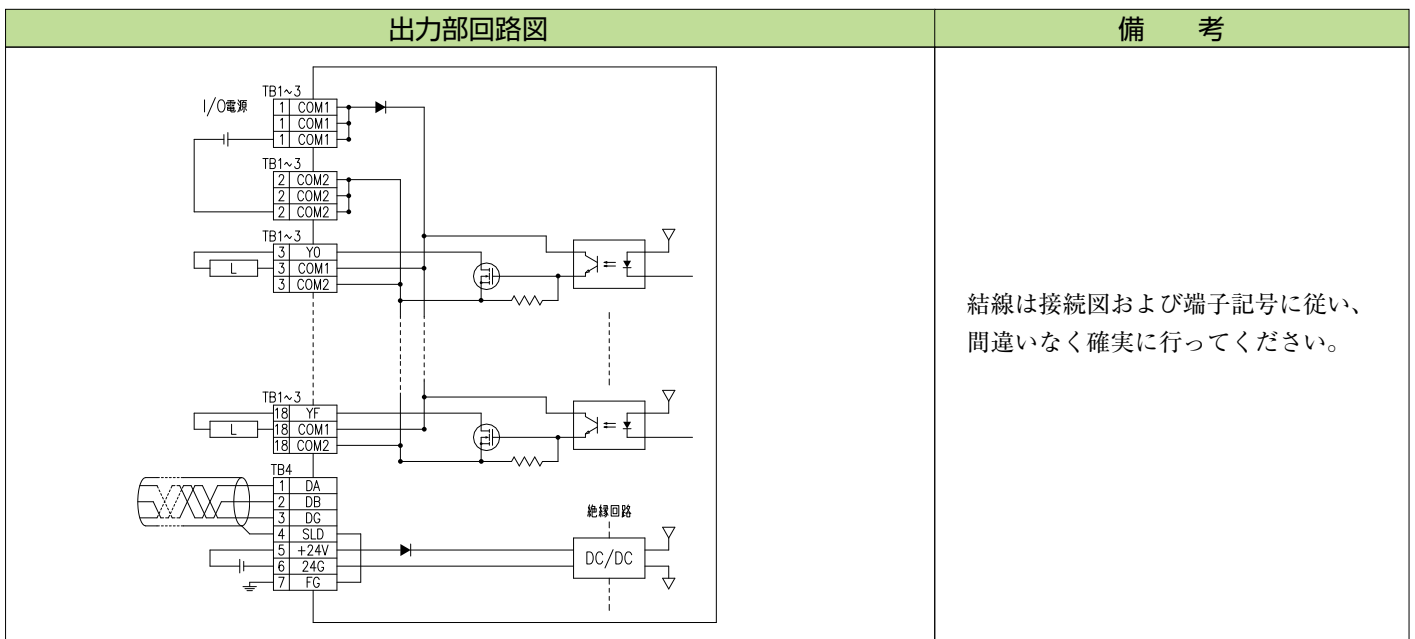 出力部回路図
備　考
TB1~3
I/O電源
1 COM1
1 COM1
1 COM1
TB1~3
2 COM2
2 COM2
2 COM2
TB1~3
3 Y0
L
3 COM1
3 COM2
結線は接続図および端子記号に従い、
間違いなく確実に行ってください。
TB1~3
18 YF
L
18 COM1
18 COM2
TB4
1 DA
2 DB
3 DG
4 SLD
5 +24V
6 24G
7 FG
絶縁回路
DC/DC